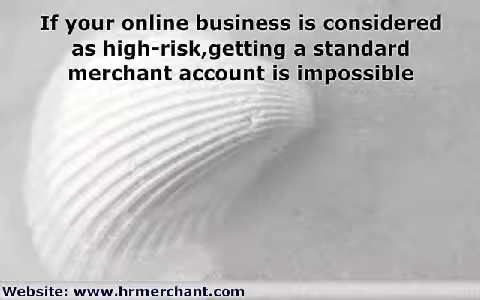 If your online business is considered
as high-risk,getting a standard
merchant account is impossible
Website: www.hrmerchant.com